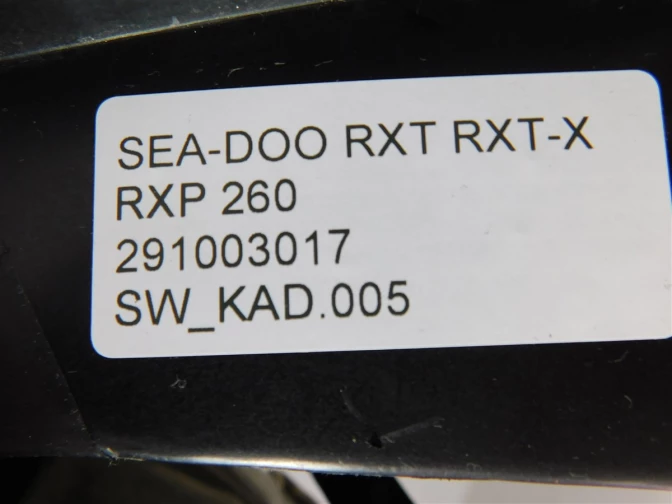 SEA-DOO RXT RXT-X
RXP 260
291003017
SW_KAD.005